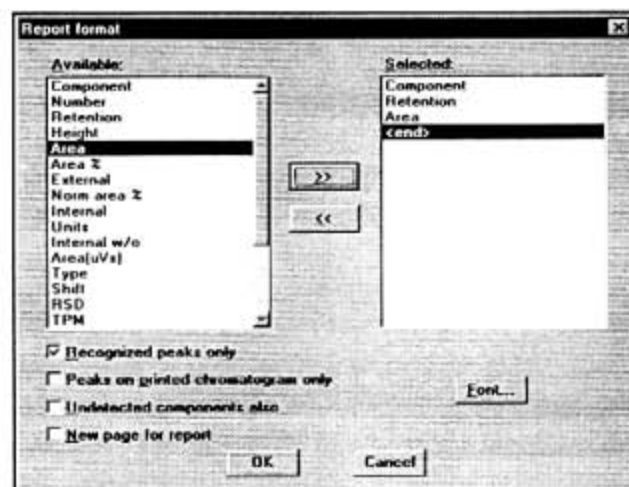 Report format
Available:
Component
Number
Retention
Height
Area
Area %
External
Norm area %
Internal
Units
Internal w/o
Area(uVs)
Type
Shift
RSD
TPM
>>
<<
Selected:
Component
Retention
Area
<end>
Recognized peaks only
Peaks on printed chromatogram only
Undetected components also
New page for report
Font...
OK
Cancel